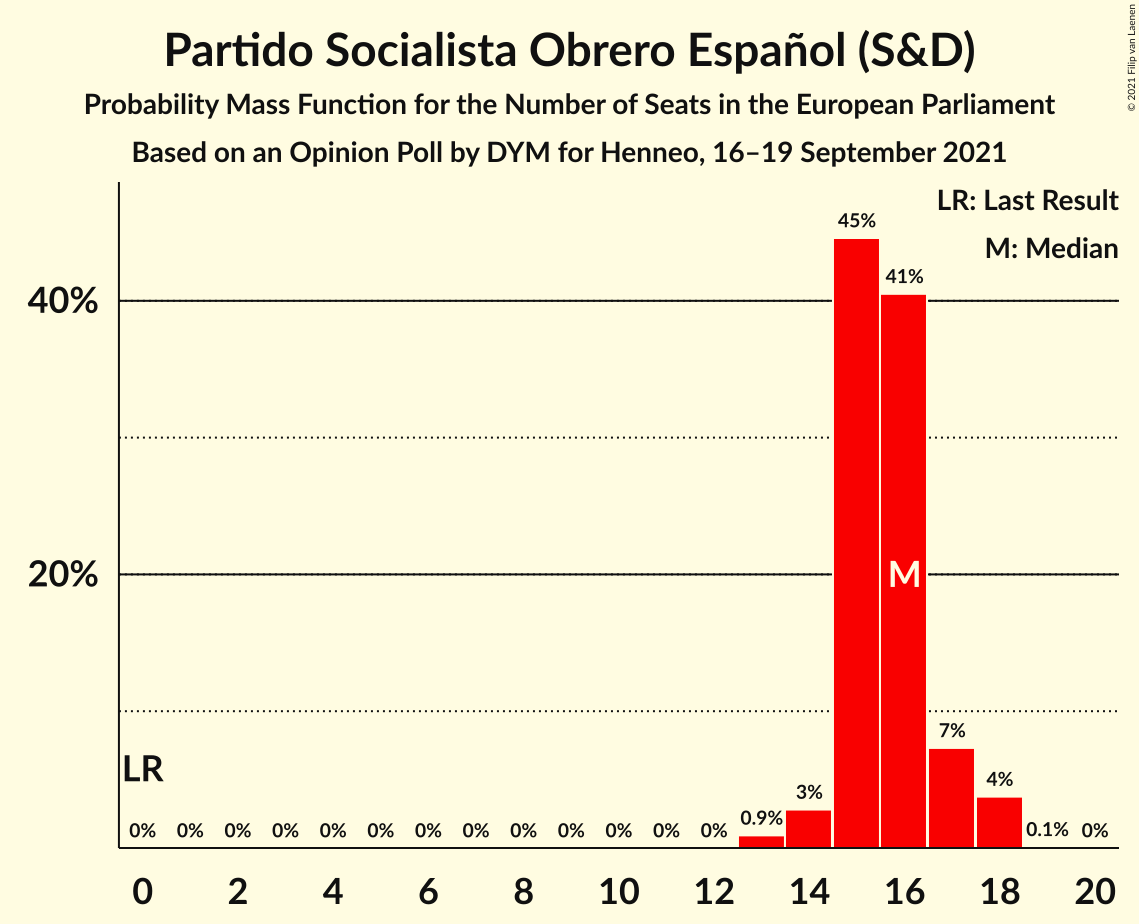 Partido Socialista Obrero Español (S&D)
Probability Mass Function for the Number of Seats in the European Parliament
Based on an Opinion Poll by DYM for Henneo, 16–19 September 2021
© 2021 Filip van Laenen
LR: Last Result
M: Median
45%
41%
40%
20%
M
7%
LR
4%
3%
0.9%
0% 0% 0% 0% 0% 0% 0% 0% 0% 0% 0% 0% 0% 0.1% 0%
0 2 4 6 8 10 12 14 16 18 20